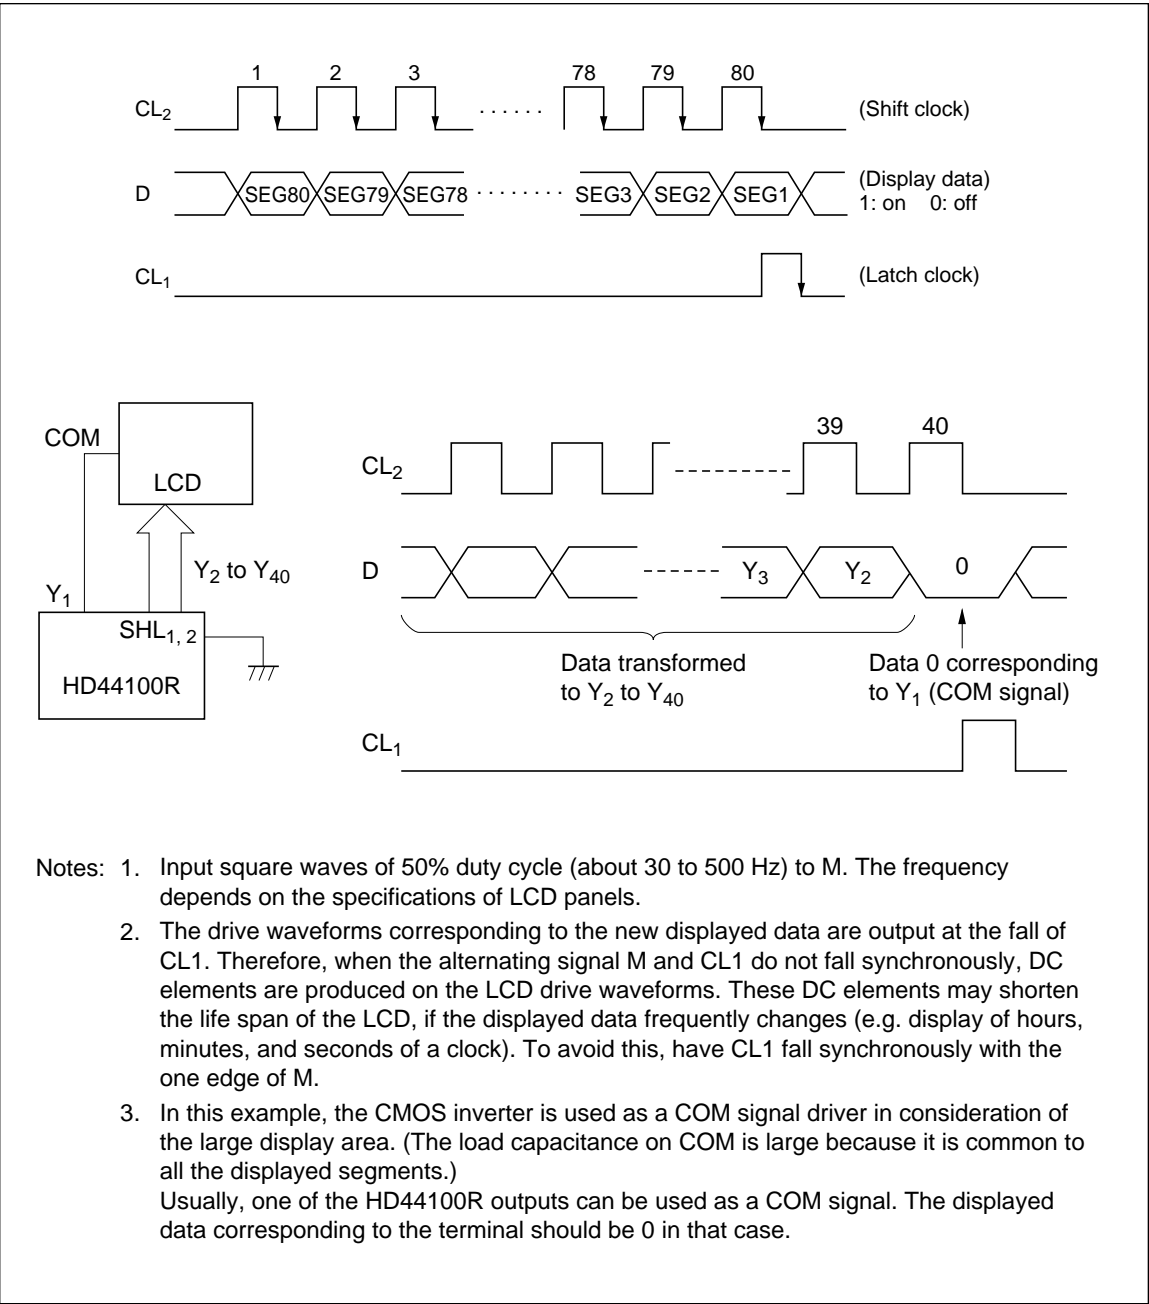 1 2 3 78 79 80
CL2 ...... (Shift clock)
D SEG80 SEG79 SEG78 ........ SEG3 SEG2 SEG1 (Display data)
1: on 0: off
CL1 (Latch clock)
COM
LCD
Y2 to Y40
Y1
SHL1, 2
HD44100R
39 40
CL2
D Y3 Y2 0
Data transformed
to Y2 to Y40
Data 0 corresponding
to Y1 (COM signal)
CL1
Notes: 1. Input square waves of 50% duty cycle (about 30 to 500 Hz) to M. The frequency
depends on the specifications of LCD panels.
2. The drive waveforms corresponding to the new displayed data are output at the fall of
CL1. Therefore, when the alternating signal M and CL1 do not fall synchronously, DC
elements are produced on the LCD drive waveforms. These DC elements may shorten
the life span of the LCD, if the displayed data frequently changes (e.g. display of hours,
minutes, and seconds of a clock). To avoid this, have CL1 fall synchronously with the
one edge of M.
3. In this example, the CMOS inverter is used as a COM signal driver in consideration of
the large display area. (The load capacitance on COM is large because it is common to
all the displayed segments.)
Usually, one of the HD44100R outputs can be used as a COM signal. The displayed
data corresponding to the terminal should be 0 in that case.